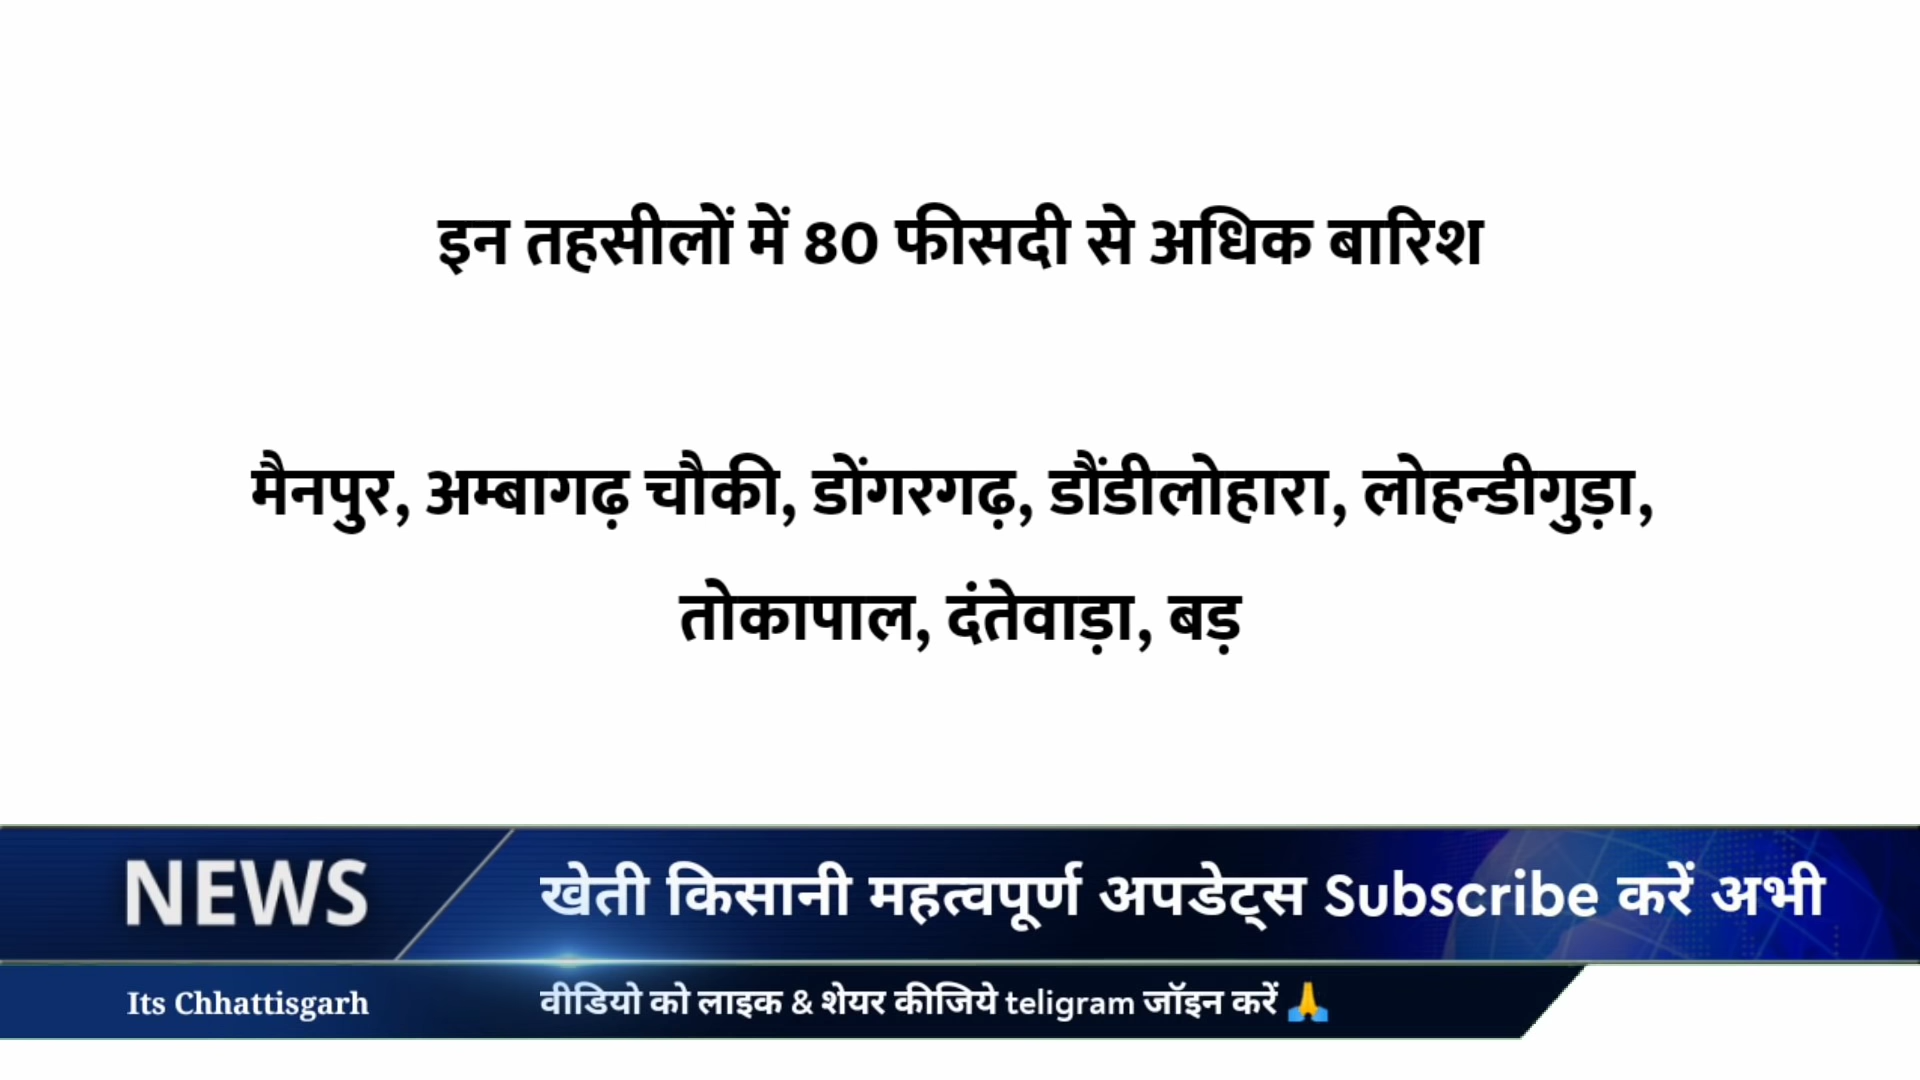 इन तहसीलों में 80 फीसदी से अधिक बारिश
मैनपुर, अम्बागढ़ चौकी, डोंगरगढ़, डौंडीलोहारा, लोहन्डीगुड़ा,
तोकापाल, दंतेवाड़ा, बड़
NEWS
खेती किसानी महत्वपूर्ण अपडेट्स Subscribe करें अभी
Its Chhattisgarh
वीडियो को लाइक & शेयर कीजिये teligram जॉइन करें 🙏